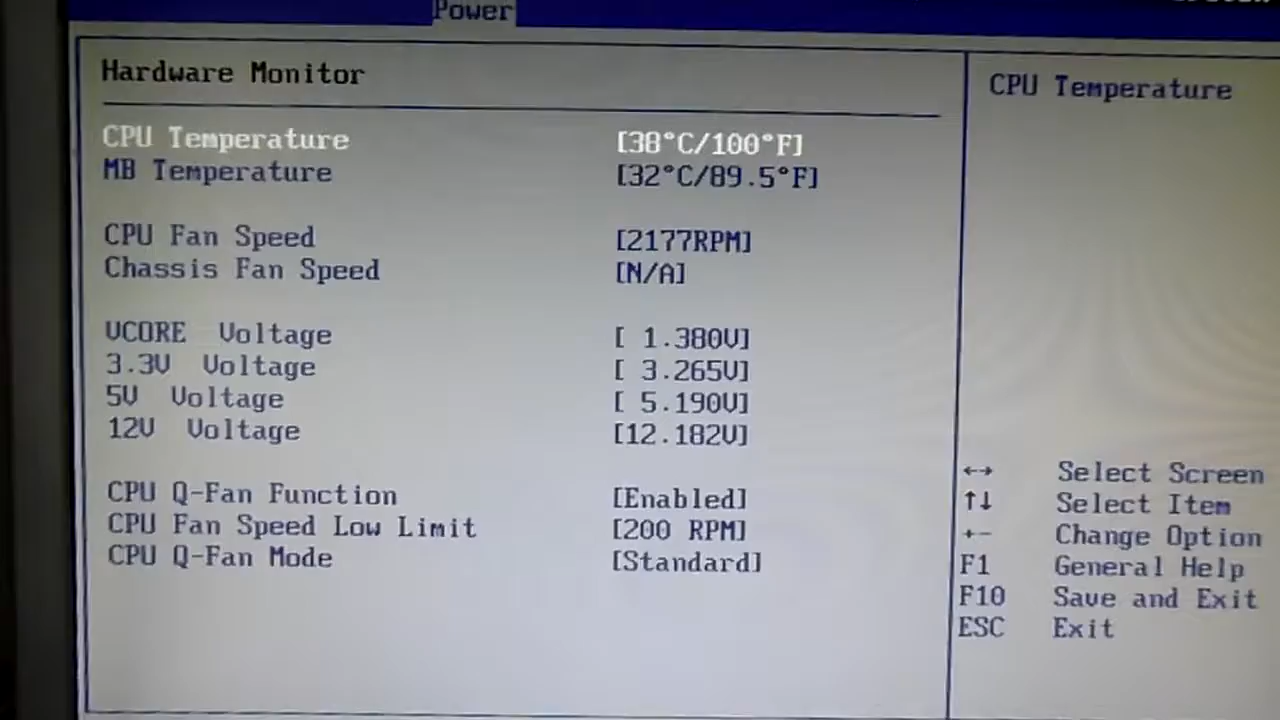 Power
Hardware Monitor
CPU Temperature
CPU Temperature [38°C/100°F]
MB Temperature [32°C/89.5°F]
CPU Fan Speed [2177RPM]
Chassis Fan Speed [N/A]
VCORE Voltage [ 1.380V]
3.3V Voltage [ 3.265V]
5V Voltage [ 5.190V]
12V Voltage [12.182V]
CPU Q-Fan Function [Enabled]
CPU Fan Speed Low Limit [200 RPM]
CPU Q-Fan Mode [Standard]
↔ Select Screen
↑↓ Select Item
+- Change Option
F1 General Help
F10 Save and Exit
ESC Exit